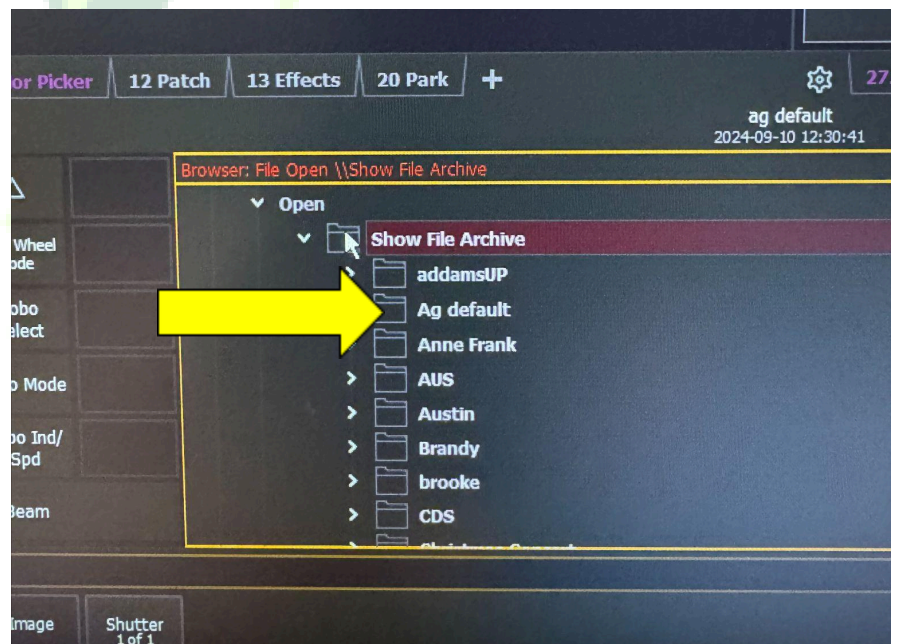 or Picker
12 Patch
13 Effects
20 Park
+
27
ag default
2024-09-10 12:30:41
Browser: File Open \\Show File Archive
Open
Show File Archive
Wheel
ode
addamsUP
obo
elect
Ag default
Anne Frank
o Mode
AUS
Austin
bo Ind/
Spd
Brandy
brooke
Beam
CDS
Image
Shutter
1 of 1